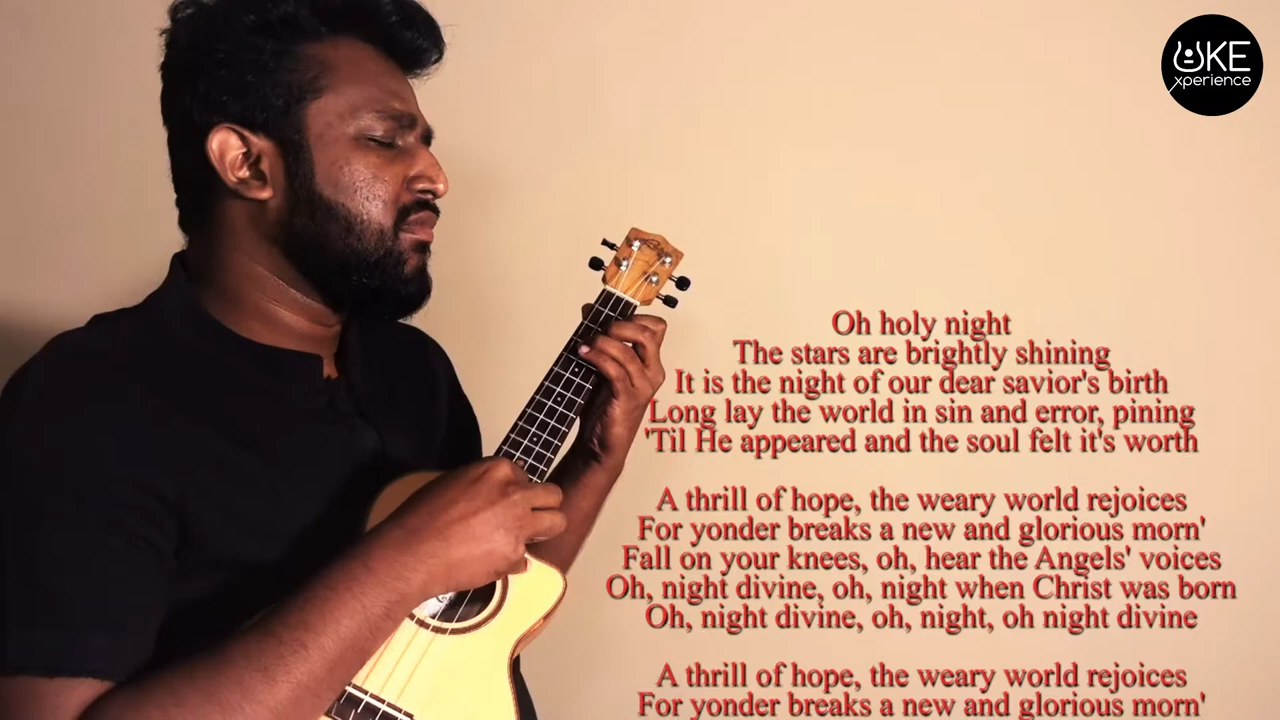 UKE
xperience
Oh holy night
The stars are brightly shining
It is the night of our dear savior's birth
Long lay the world in sin and error, pining
'Til He appeared and the soul felt it's worth
A thrill of hope, the weary world rejoices
For yonder breaks a new and glorious morn'
Fall on your knees, oh, hear the Angels' voices
Oh, night divine, oh, night when Christ was born
Oh, night divine, oh, night, oh night divine
A thrill of hope, the weary world rejoices
For yonder breaks a new and glorious morn'